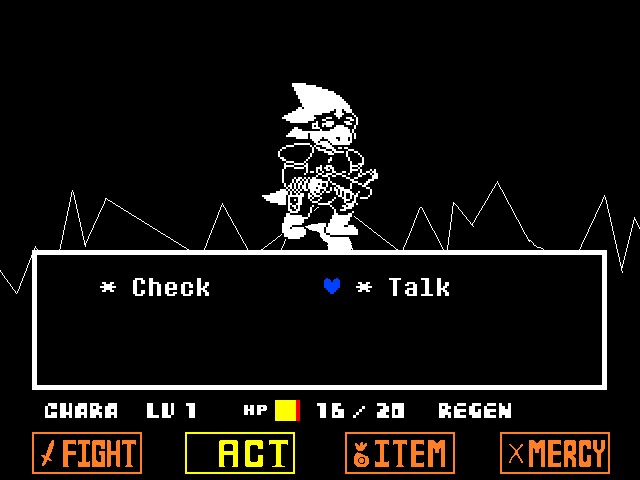 * Check * Talk
CHARA LV 1 HP 16 / 20 REGEN
FIGHT ACT ITEM MERCY